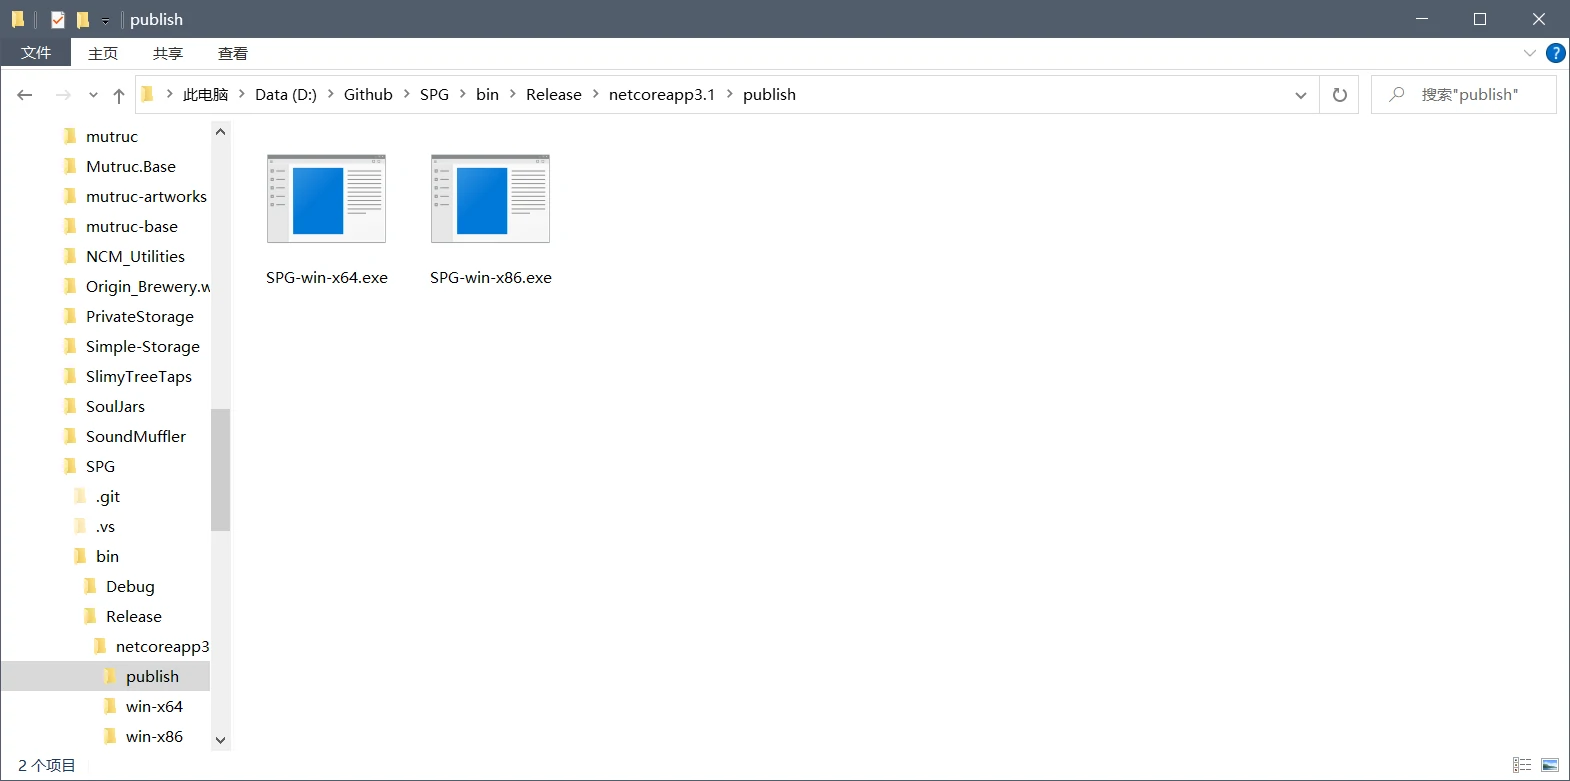 publish
文件 主页 共享 查看
此电脑 Data (D:) Github SPG bin Release netcoreapp3.1 publish
搜索"publish"
mutruc
Mutruc.Base
mutruc-artworks
mutruc-base
NCM_Utilities
Origin_Brewery.w
PrivateStorage
Simple-Storage
SlimyTreeTaps
SoulJars
SoundMuffler
SPG
.git
.vs
bin
Debug
Release
netcoreapp3
publish
win-x64
win-x86
SPG-win-x64.exe
SPG-win-x86.exe
2 个项目